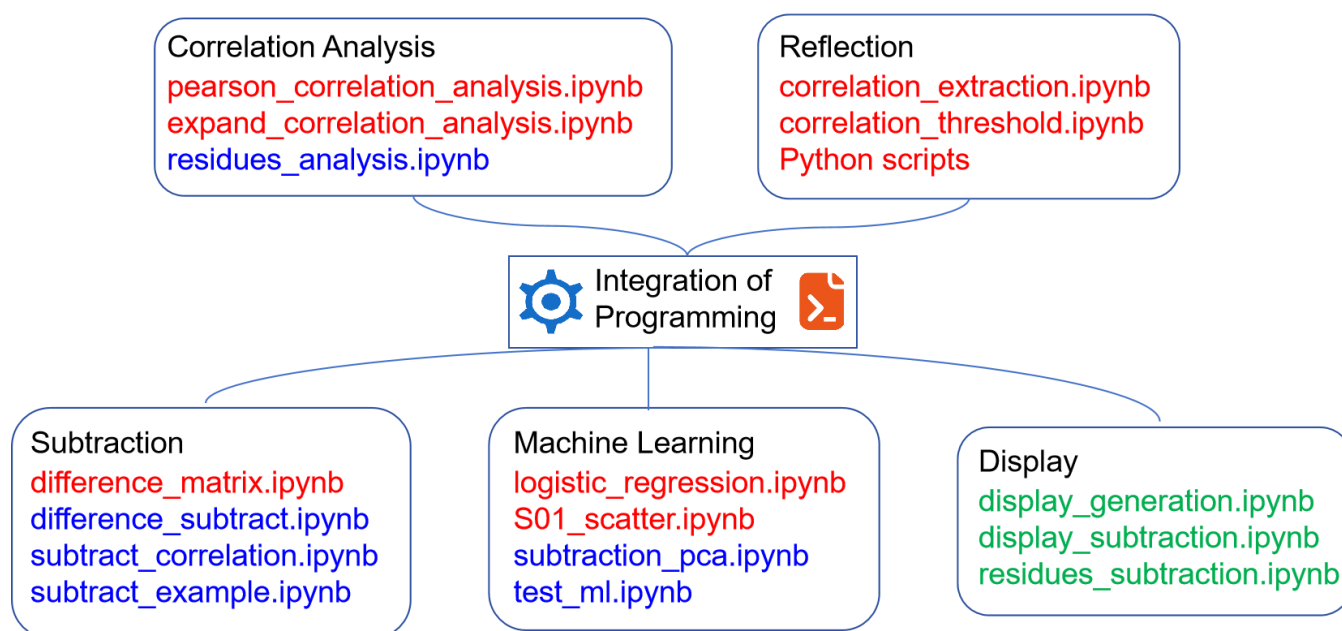 Correlation Analysis
pearson_correlation_analysis.ipynb
expand_correlation_analysis.ipynb
residues_analysis.ipynb
Reflection
correlation_extraction.ipynb
correlation_threshold.ipynb
Python scripts
Integration of
Programming
Subtraction
difference_matrix.ipynb
difference_subtract.ipynb
subtract_correlation.ipynb
subtract_example.ipynb
Machine Learning
logistic_regression.ipynb
S01_scatter.ipynb
subtraction_pca.ipynb
test_ml.ipynb
Display
display_generation.ipynb
display_subtraction.ipynb
residues_subtraction.ipynb